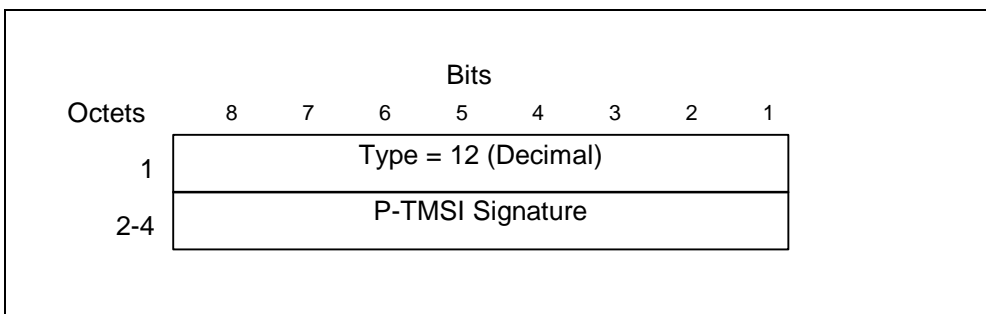 Bits
Octets 8 7 6 5 4 3 2 1
1 Type = 12 (Decimal)
2-4 P-TMSI Signature